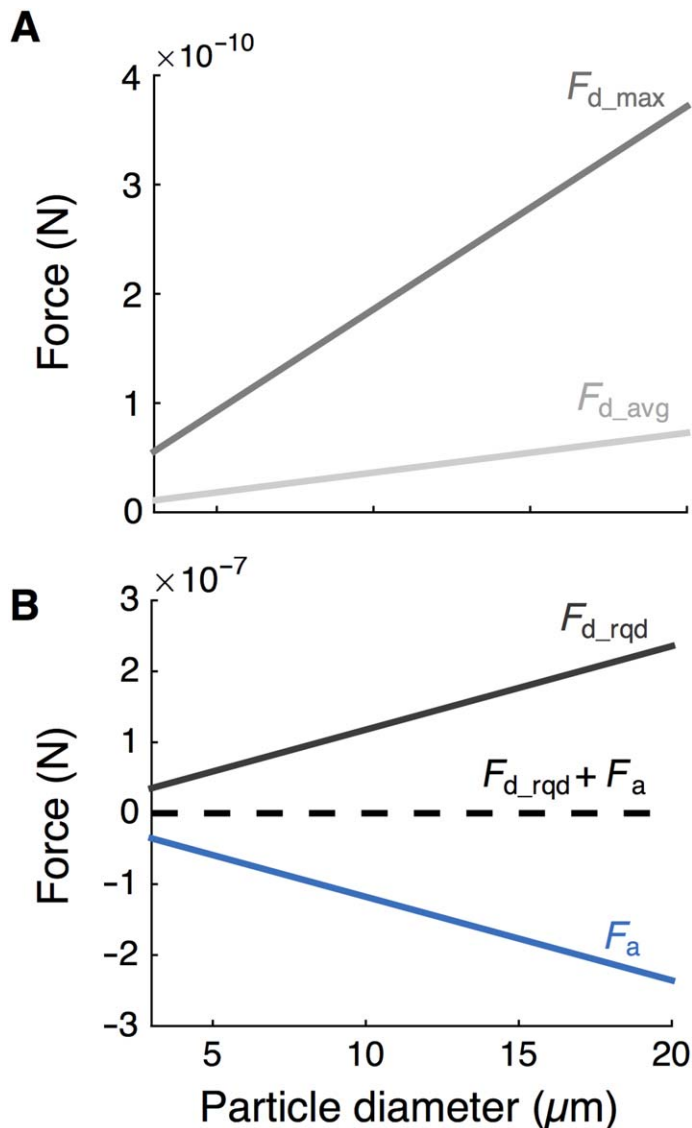 A
×10⁻¹⁰
4
F_d_max
3
Force (N)
2
F_d_avg
1
0
B
×10⁻⁷
3
F_d_rqd
2
1
F_d_rqd + F_a
0
Force (N)
–1
F_a
–2
–3
5 10 15 20
Particle diameter (µm)